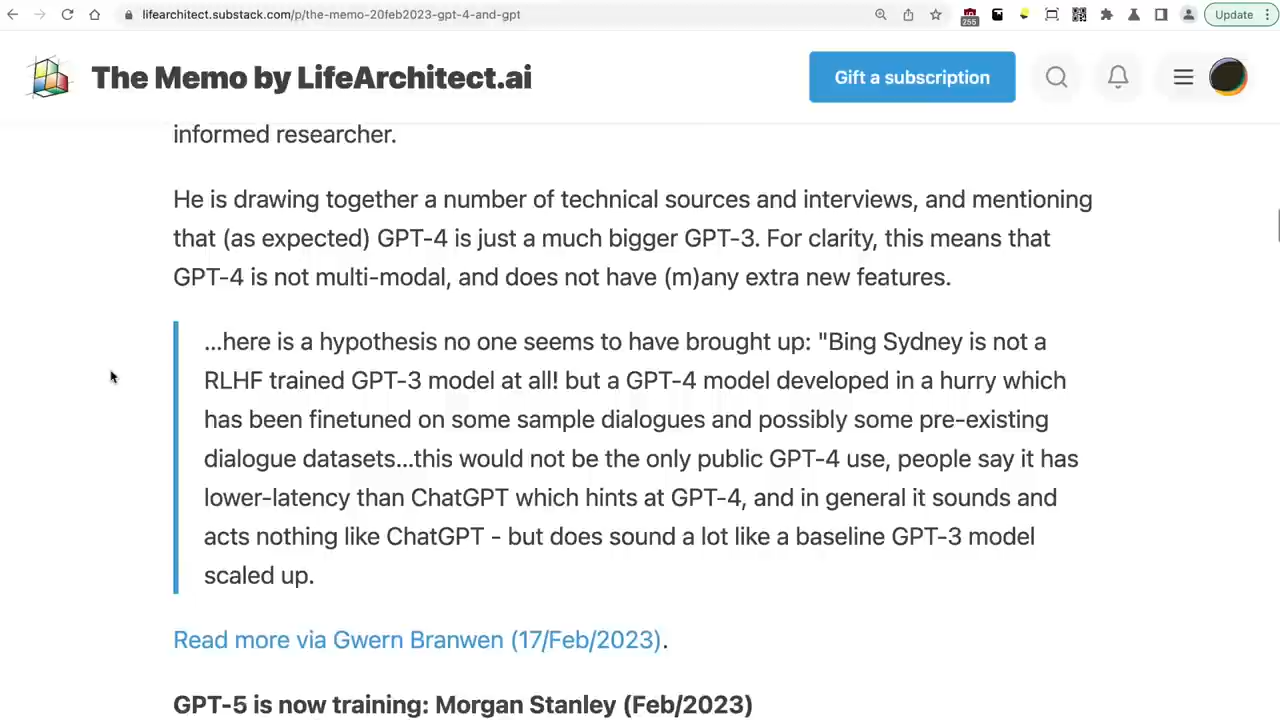 lifearchitect.substack.com/p/the-memo-20feb2023-gpt-4-and-gpt
255
Update
The Memo by LifeArchitect.ai
Gift a subscription
informed researcher.
He is drawing together a number of technical sources and interviews, and mentioning
that (as expected) GPT-4 is just a much bigger GPT-3. For clarity, this means that
GPT-4 is not multi-modal, and does not have (m)any extra new features.
...here is a hypothesis no one seems to have brought up: "Bing Sydney is not a
RLHF trained GPT-3 model at all! but a GPT-4 model developed in a hurry which
has been finetuned on some sample dialogues and possibly some pre-existing
dialogue datasets...this would not be the only public GPT-4 use, people say it has
lower-latency than ChatGPT which hints at GPT-4, and in general it sounds and
acts nothing like ChatGPT - but does sound a lot like a baseline GPT-3 model
scaled up.
Read more via Gwern Branwen (17/Feb/2023).
GPT-5 is now training: Morgan Stanley (Feb/2023)